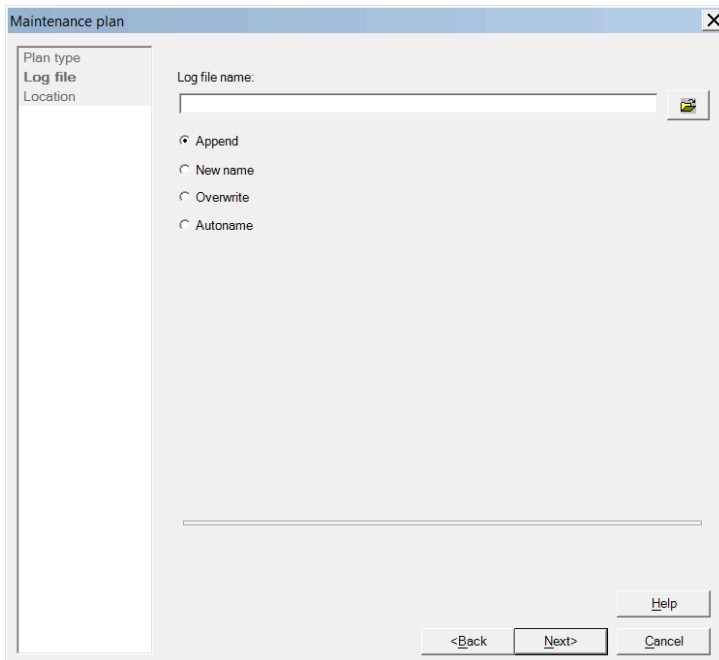 Maintenance plan
Plan type
Log file
Location
Log file name:
Append
New name
Overwrite
Autoname
Help
<Back
Next>
Cancel